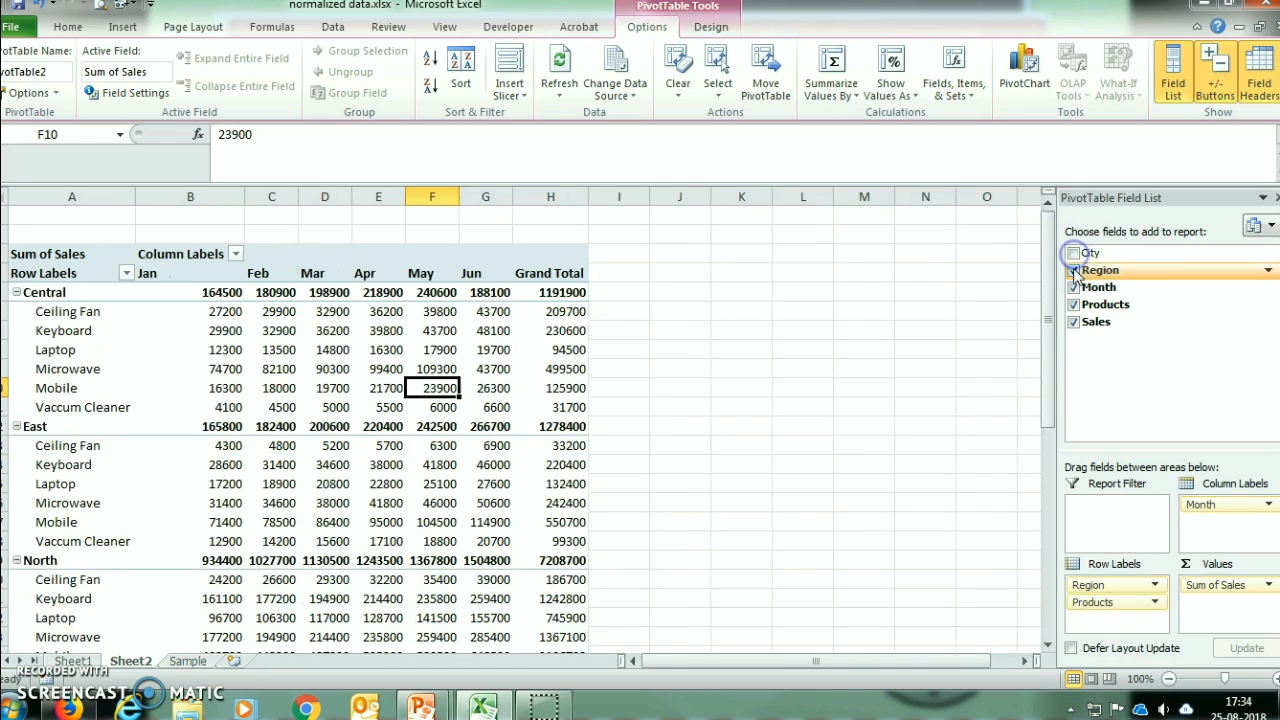 normalized data.xlsx - Microsoft Excel
PivotTable Tools
File Home Insert Page Layout Formulas Data Review View Developer Acrobat Options Design
Active Field:
Sum of Sales
Field Settings
Options
PivotTable
Expand Entire Field
Collapse Entire Field
Active Field
Group Selection
Ungroup
Group Field
Group
Sort
Insert Slicer
Sort & Filter
Refresh
Change Data Source
Data
Clear
Select
Move PivotTable
Actions
Summarize Values By
Show Values As
Fields, Items, & Sets
Calculations
PivotChart
OLAP Tools
What-If Analysis
Tools
Field List
+/- Buttons
Field Headers
Show
F10 fx 23900
A B C D E F G H I J K L M N O
Sum of Sales Column Labels
Row Labels Jan Feb Mar Apr May Jun Grand Total
Central 164500 180900 198900 218900 240600 188100 1191900
Ceiling Fan 27200 29900 32900 36200 39800 43700 209700
Keyboard 29900 32900 36200 39800 43700 48100 230600
Laptop 12300 13500 14800 16300 17900 19700 94500
Microwave 74700 82100 90300 99400 109300 43700 499500
Mobile 16300 18000 19700 21700 23900 26300 125900
Vaccum Cleaner 4100 4500 5000 5500 6000 6600 31700
East 165800 182400 200600 220400 242500 266700 1278400
Ceiling Fan 4300 4800 5200 5700 6300 6900 33200
Keyboard 28600 31400 34600 38000 41800 46000 220400
Laptop 17200 18900 20800 22800 25100 27600 132400
Microwave 31400 34600 38000 41800 46000 50600 242400
Mobile 71400 78500 86400 95000 104500 114900 550700
Vaccum Cleaner 12900 14200 15600 17100 18800 20700 99300
North 934400 1027700 1130500 1243500 1367800 1504800 7208700
Ceiling Fan 24200 26600 29300 32200 35400 39000 186700
Keyboard 161100 177200 194900 214400 235800 259400 1242800
Laptop 96700 106300 117000 128700 141500 155700 745900
Microwave 177200 194900 214400 235800 259400 285400 1367100
PivotTable Field List
Choose fields to add to report:
City
Region
Month
Products
Sales
Drag fields between areas below:
Report Filter
Column Labels
Month
Row Labels
Region
Products
Σ Values
Sum of Sales
Defer Layout Update
Update
Sheet1 Sheet2 Sample
100%
RECORDED WITH
SCREENCAST MATIC
17:34
25-08-2018